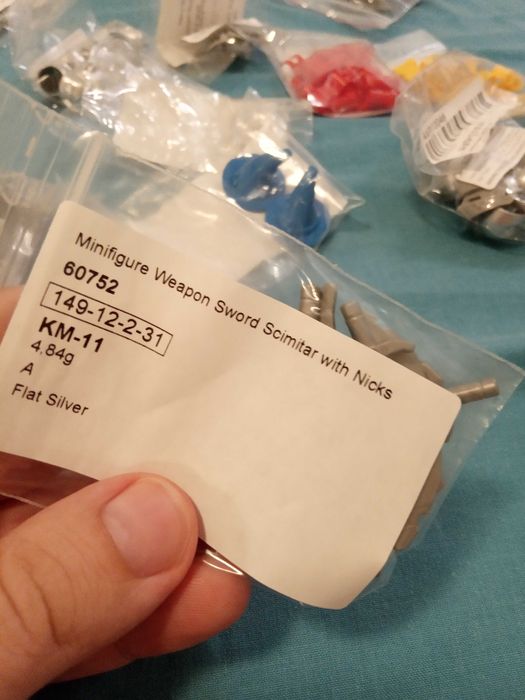 Minifigure Weapon Sword Scimitar with Nicks
60752
149-12-2-31
KM-11
4,84g
A
Flat Silver